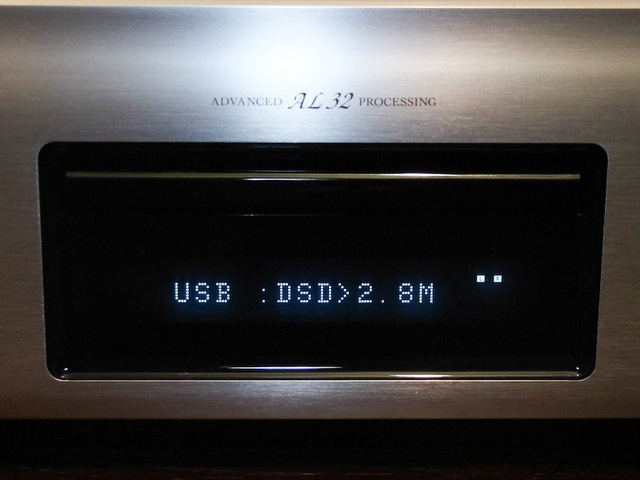 ADVANCED AL32 PROCESSING
USB :DSD>2.8M